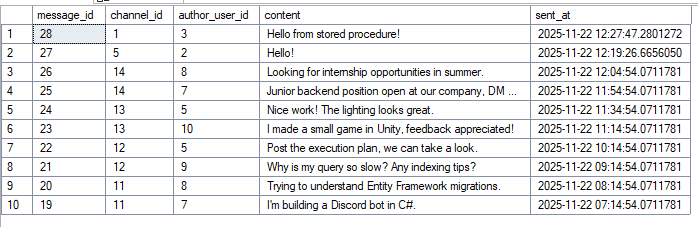 message_id channel_id author_user_id content sent_at
1 28 1 3 Hello from stored procedure! 2025-11-22 12:27:47.2801272
2 27 5 2 Hello! 2025-11-22 12:19:26.6656050
3 26 14 8 Looking for internship opportunities in summer. 2025-11-22 12:04:54.0711781
4 25 14 7 Junior backend position open at our company, DM ... 2025-11-22 11:54:54.0711781
5 24 13 5 Nice work! The lighting looks great. 2025-11-22 11:34:54.0711781
6 23 13 10 I made a small game in Unity, feedback appreciated! 2025-11-22 11:14:54.0711781
7 22 12 5 Post the execution plan, we can take a look. 2025-11-22 10:14:54.0711781
8 21 12 9 Why is my query so slow? Any indexing tips? 2025-11-22 09:14:54.0711781
9 20 11 8 Trying to understand Entity Framework migrations. 2025-11-22 08:14:54.0711781
10 19 11 7 I'm building a Discord bot in C#. 2025-11-22 07:14:54.0711781